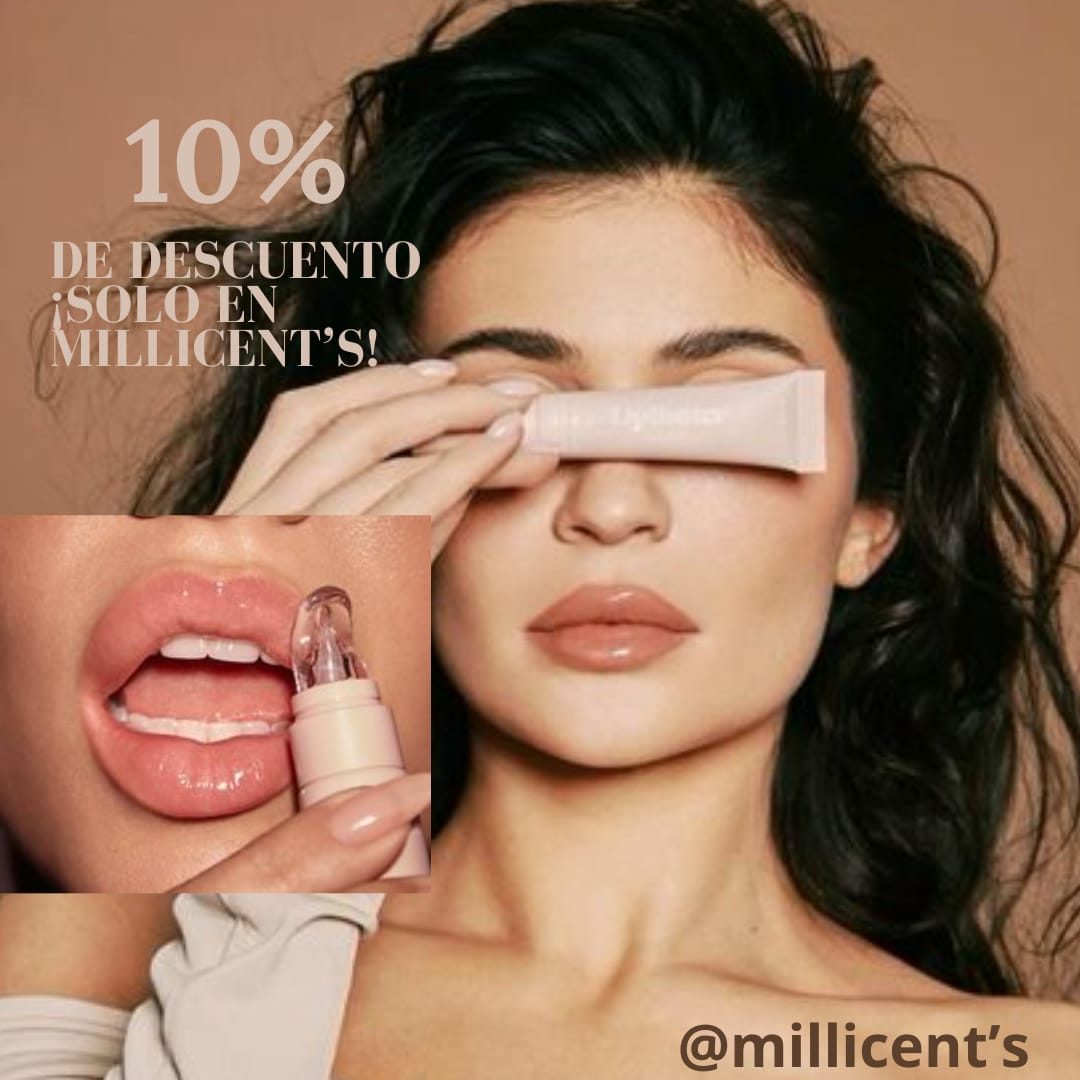 10%
DE DESCUENTO
¡SOLO EN
MILLICENT’S!
@millicent’s